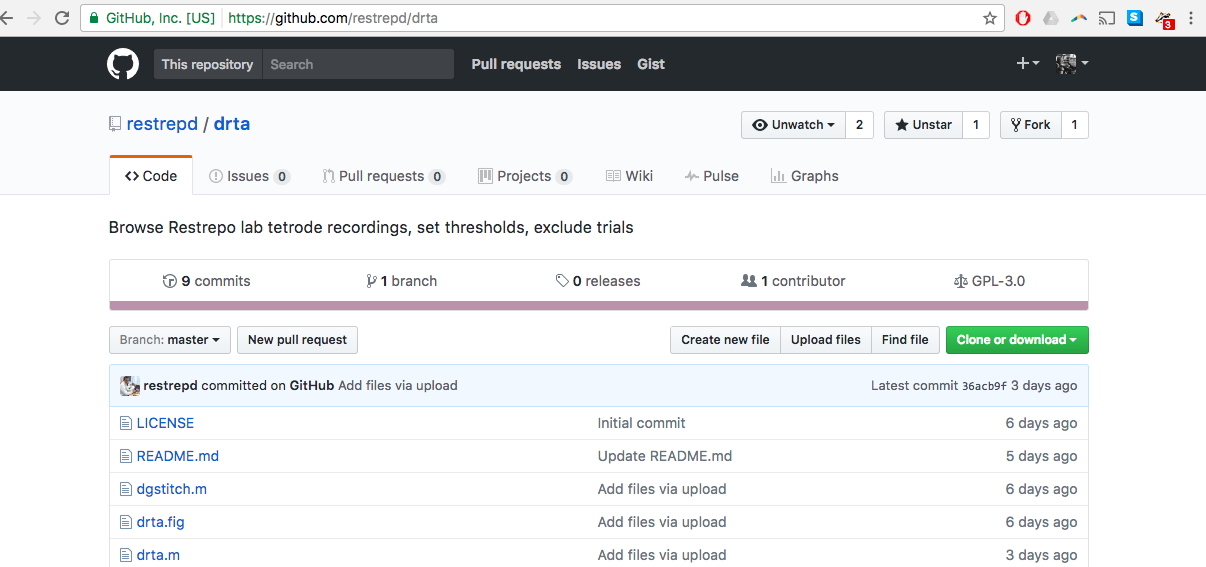 GitHub, Inc. [US] https://github.com/restrepd/drta
3
This repository Search Pull requests Issues Gist
restrepd / drta Unwatch 2 Unstar 1 Fork 1
Code Issues 0 Pull requests 0 Projects 0 Wiki Pulse Graphs
Browse Restrepo lab tetrode recordings, set thresholds, exclude trials
9 commits 1 branch 0 releases 1 contributor GPL-3.0
Branch: master New pull request Create new file Upload files Find file Clone or download
restrepd committed on GitHub Add files via upload Latest commit 36acb9f 3 days ago
LICENSE Initial commit 6 days ago
README.md Update README.md 5 days ago
dgstitch.m Add files via upload 6 days ago
drta.fig Add files via upload 6 days ago
drta.m Add files via upload 3 days ago